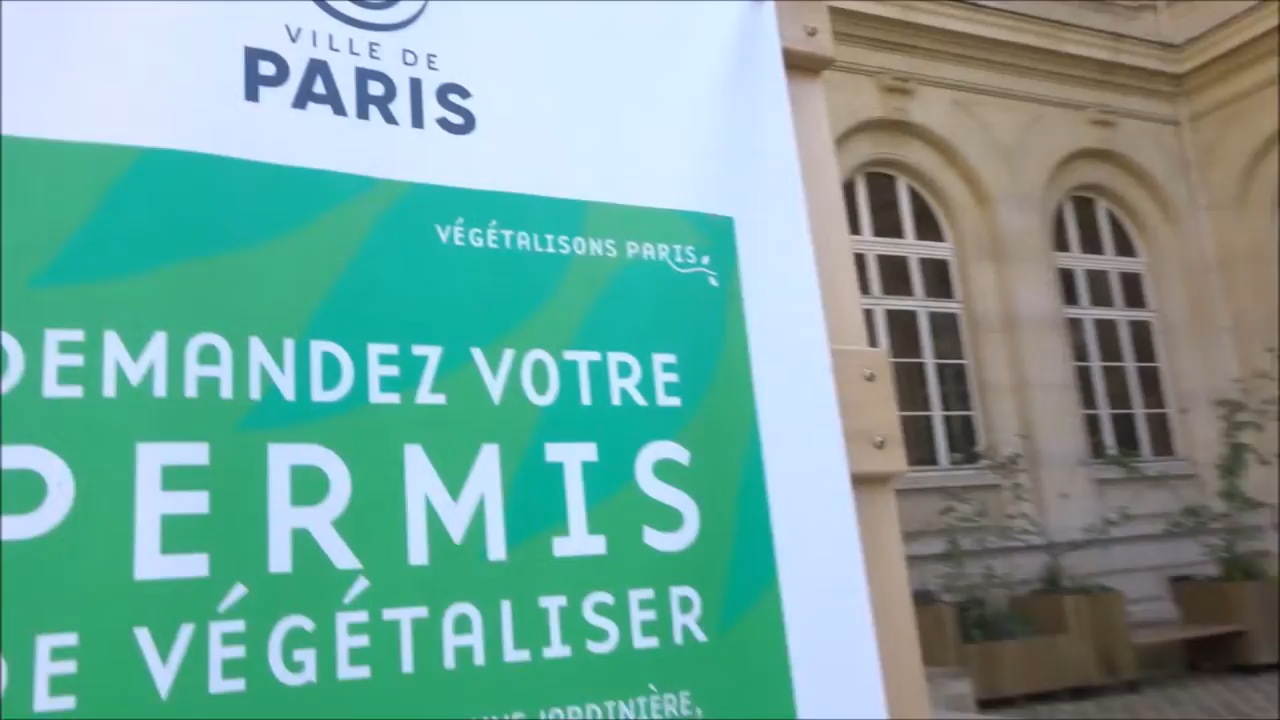 VILLE DE
PARIS
VÉGÉTALISONS PARIS
DEMANDEZ VOTRE
PERMIS
DE VÉGÉTALISER
JARDINIÈRE,